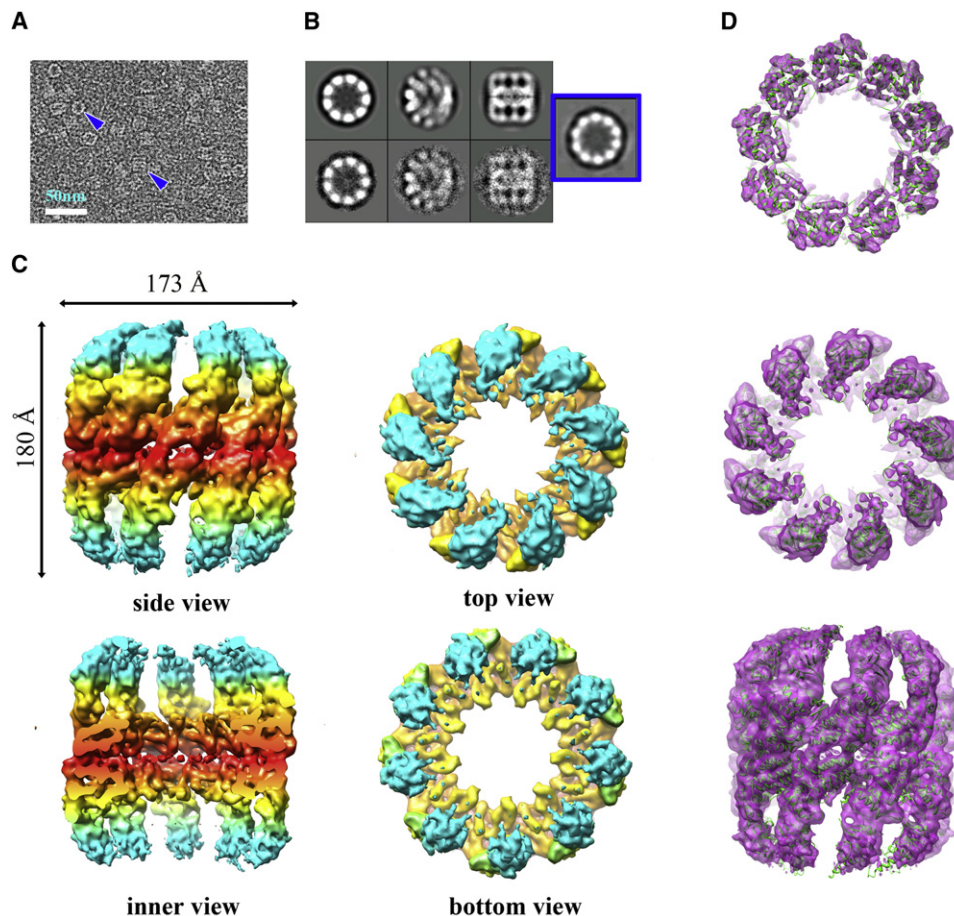 A
B
D
50nm
C
173 Å
180 Å
side view
top view
inner view
bottom view